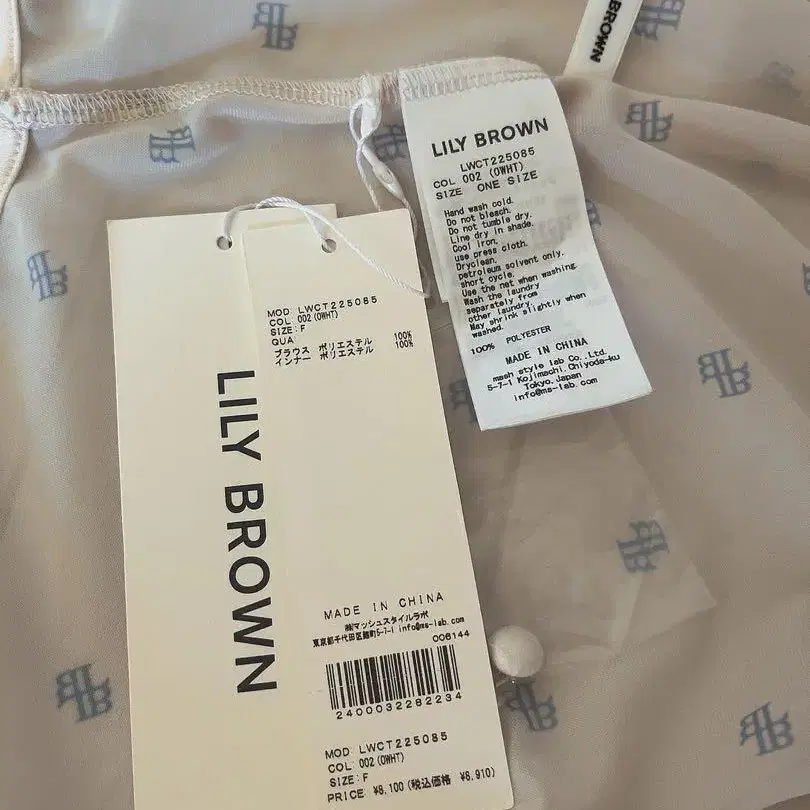 BROWN
LILY BROWN
LWCT225085
COL 002 (OWHT)
SIZE ONE SIZE
Hand wash cold.
Do not bleach.
Do not tumble dry.
Line dry in shade.
Cool iron.
use press cloth.
Dryclean.
petroleum solvent only.
short cycle.
Use the net when washing.
Wash the laundry
separately from
other laundry.
May shrink slightly when
washed.
100% POLYESTER
MADE IN CHINA
mash style lab Co.,Ltd.
5-7-1 Kojimachi,Chiyoda-ku
Tokyo,Japan
info@ms-lab.com
LILY BROWN
MOD LWCT225085
COL 002 (OWHT)
SIZE:F
QUA
ブラウス ポリエステル 100%
インナー ポリエステル 100%
MADE IN CHINA
㈱マッシュスタイルラボ
東京都千代田区麹町5-7-1 info@ms-lab.com
006144
2400032282234
MOD LWCT225085
COL 002 (OWHT)
SIZE:F
PRICE: ¥8,100 (税込価格 ¥8,910)